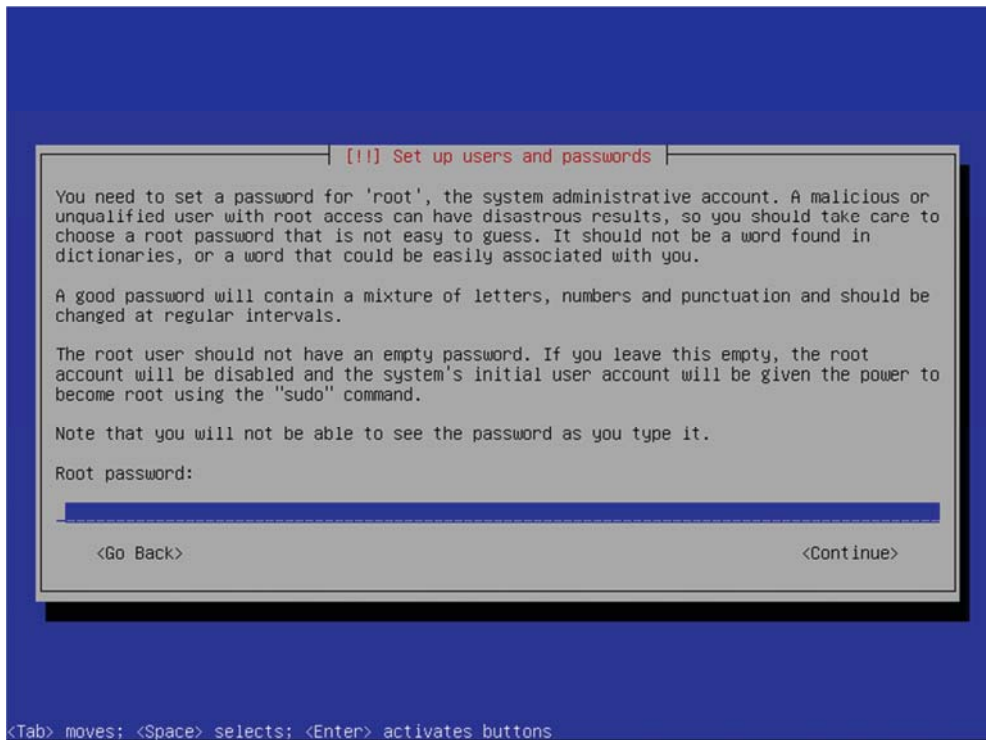 [!!] Set up users and passwords
You need to set a password for 'root', the system administrative account. A malicious or
unqualified user with root access can have disastrous results, so you should take care to
choose a root password that is not easy to guess. It should not be a word found in
dictionaries, or a word that could be easily associated with you.
A good password will contain a mixture of letters, numbers and punctuation and should be
changed at regular intervals.
The root user should not have an empty password. If you leave this empty, the root
account will be disabled and the system's initial user account will be given the power to
become root using the "sudo" command.
Note that you will not be able to see the password as you type it.
Root password:
<Go Back> <Continue>
<Tab> moves; <Space> selects; <Enter> activates buttons